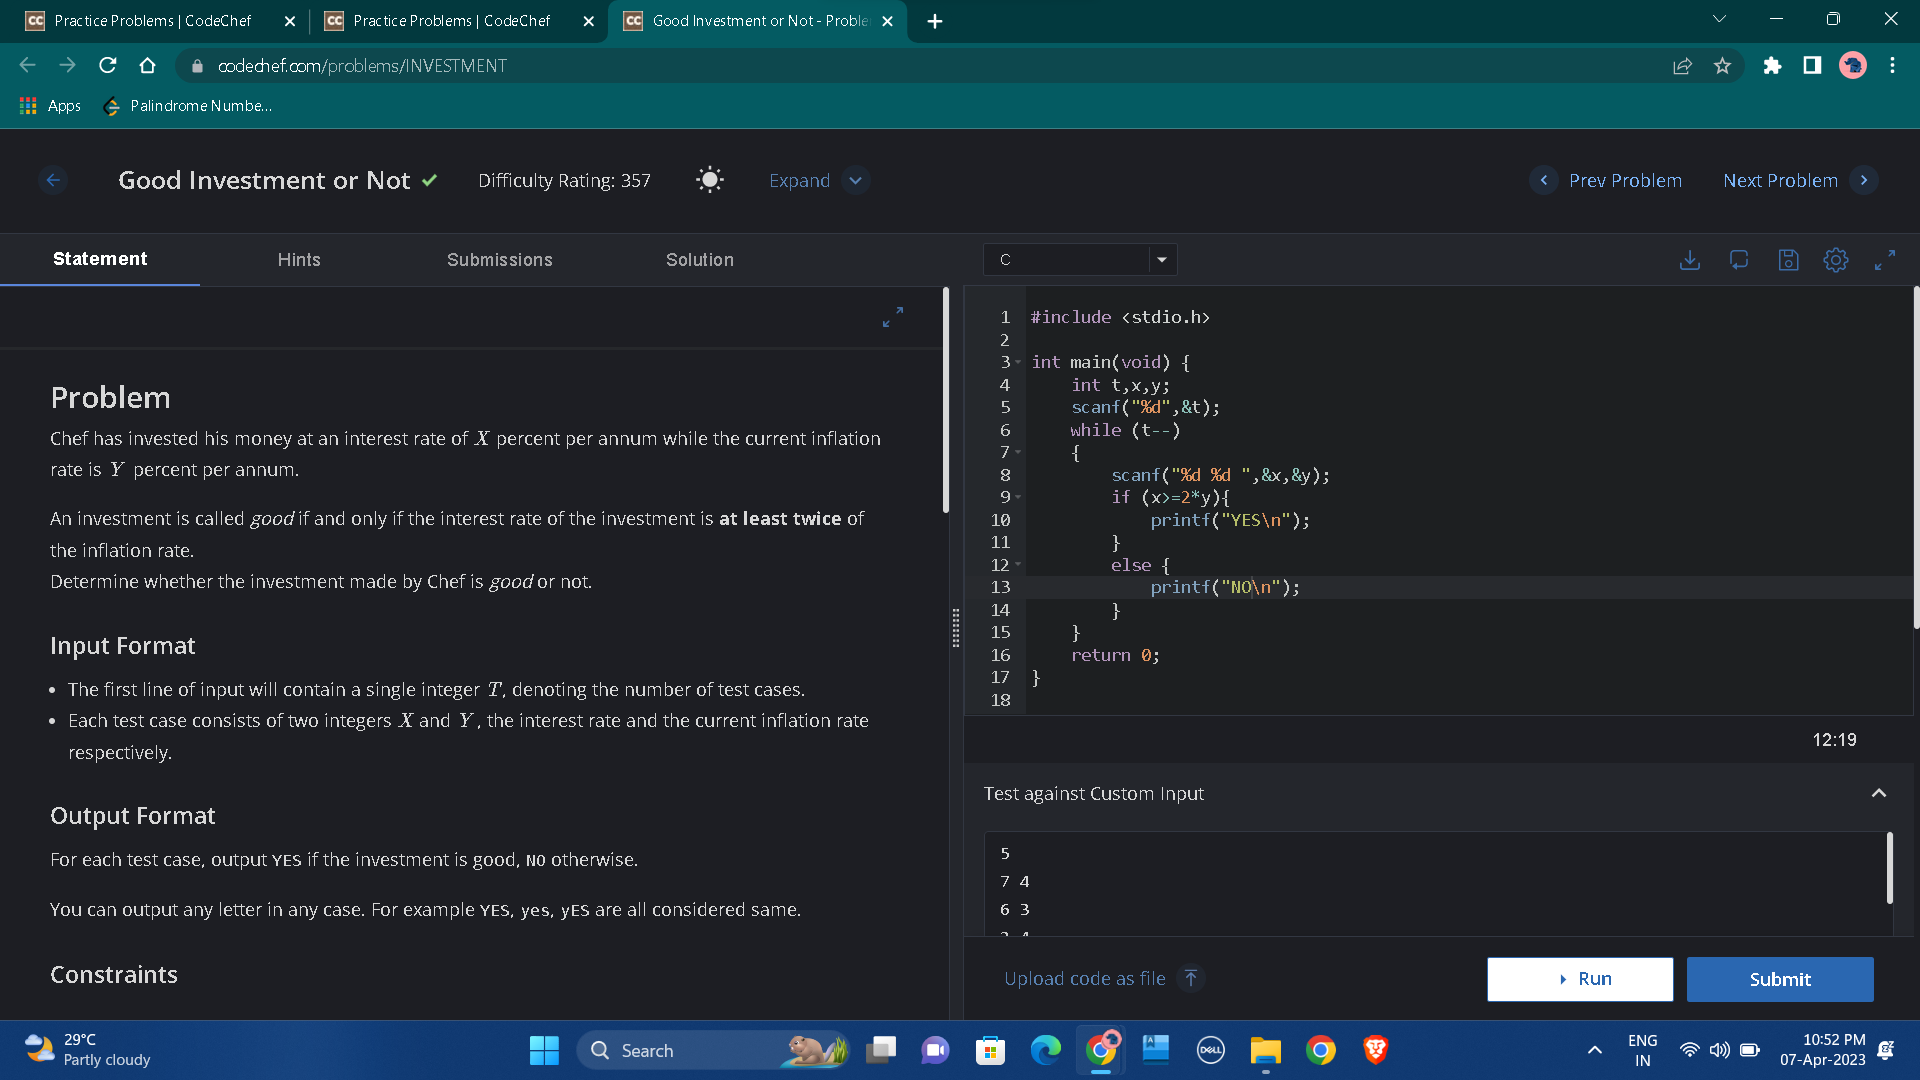 Practice Problems | CodeChef
Practice Problems | CodeChef
Good Investment or Not - Proble
codechef.com/problems/INVESTMENT
Apps
Palindrome Numbe...
Good Investment or Not
Difficulty Rating: 357
Expand
Prev Problem
Next Problem
Statement
Hints
Submissions
Solution
C
Problem
Chef has invested his money at an interest rate of X percent per annum while the current inflation
rate is Y percent per annum.
An investment is called good if and only if the interest rate of the investment is at least twice of
the inflation rate.
Determine whether the investment made by Chef is good or not.
Input Format
• The first line of input will contain a single integer T, denoting the number of test cases.
• Each test case consists of two integers X and Y, the interest rate and the current inflation rate
respectively.
Output Format
For each test case, output YES if the investment is good, NO otherwise.
You can output any letter in any case. For example YES, yes, yES are all considered same.
Constraints
1 #include <stdio.h>
2
3 int main(void) {
4     int t,x,y;
5     scanf("%d",&t);
6     while (t--)
7     {
8         scanf("%d %d ",&x,&y);
9         if (x>=2*y){
10             printf("YES\n");
11         }
12         else {
13             printf("NO\n");
14         }
15     }
16     return 0;
17 }
18
12:19
Test against Custom Input
5
7 4
6 3
Upload code as file
Run
Submit
29°C
Partly cloudy
Search
DELL
ENG
IN
10:52 PM
07-Apr-2023